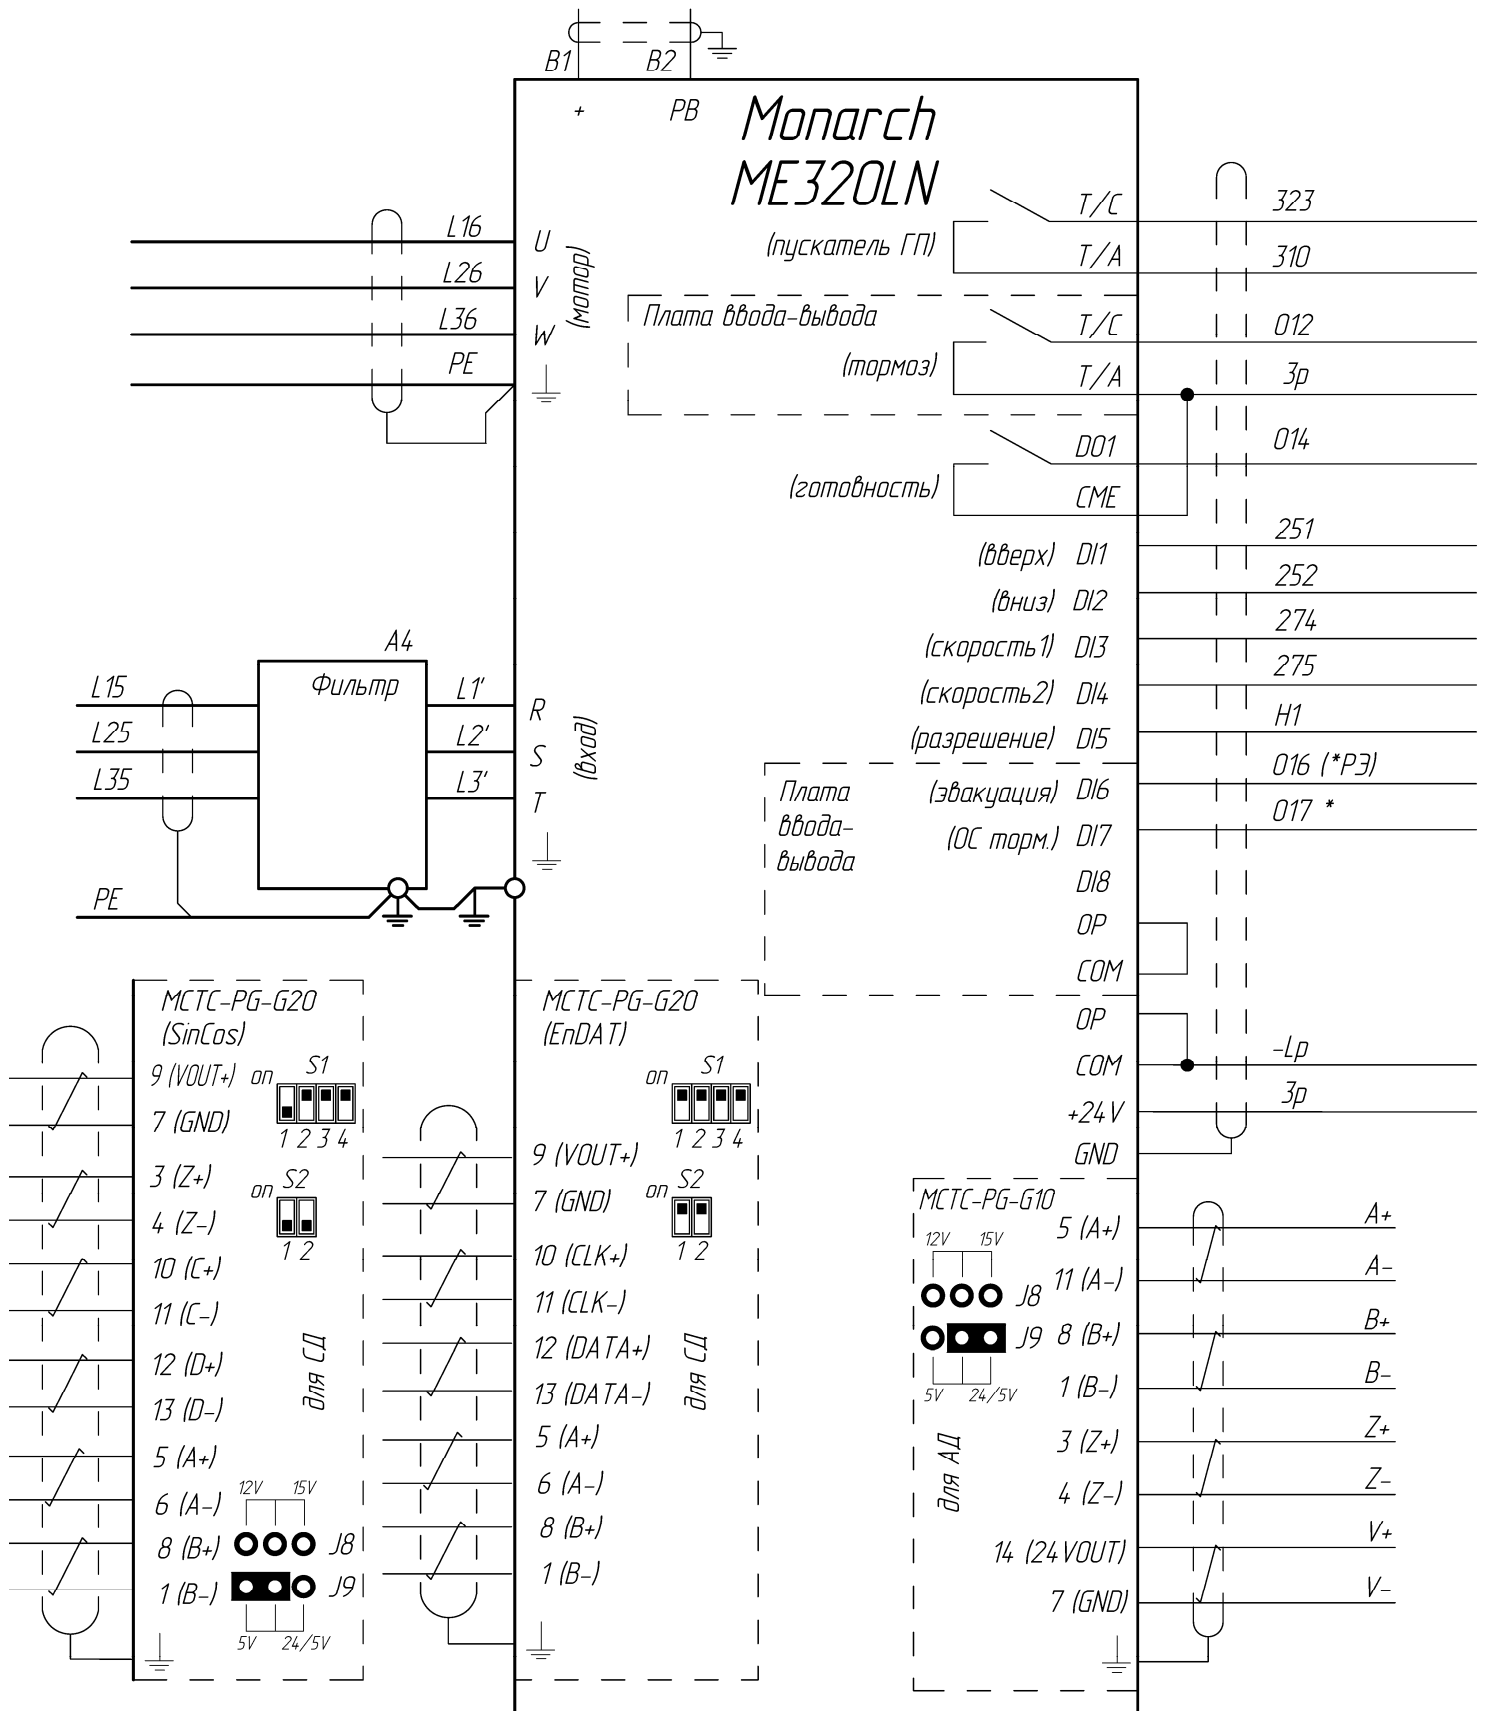 B1
B2
+
PB
Monarch
ME320LN
L16
U
L26
V
L36
W
PE
(мотор)
T/C
323
(пускатель ГП)
T/A
310
Плата ввода-вывода
T/C
012
(тормоз)
T/A
3р
DO1
014
(готовность)
CME
(вверх) DI1
251
(вниз) DI2
252
(скорость1) DI3
274
(скорость2) DI4
275
(разрешение) DI5
H1
Плата
ввода-
вывода
(эвакуация) DI6
016 (*РЭ)
(ОС торм.) DI7
017 *
DI8
OP
COM
OP
COM
-Lp
+24V
3р
GND
A4
Фильтр
L15
L1'
R
L25
L2'
S
L35
L3'
T
(вход)
PE
MCTC-PG-G20
(SinCos)
9 (VOUT+)
on
S1
1 2 3 4
7 (GND)
3 (Z+)
on
S2
1 2
4 (Z-)
10 (C+)
11 (C-)
12 (D+)
13 (D-)
для СД
5 (A+)
6 (A-)
8 (B+)
1 (B-)
12V
15V
J8
J9
5V
24/5V
MCTC-PG-G20
(EnDAT)
on
S1
1 2 3 4
9 (VOUT+)
on
S2
1 2
7 (GND)
10 (CLK+)
11 (CLK-)
12 (DATA+)
13 (DATA-)
для СД
5 (A+)
6 (A-)
8 (B+)
1 (B-)
MCTC-PG-G10
5 (A+)
A+
12V
15V
11 (A-)
A-
J8
J9
8 (B+)
B+
5V
24/5V
1 (B-)
B-
для АД
3 (Z+)
Z+
4 (Z-)
Z-
14 (24VOUT)
V+
7 (GND)
V-